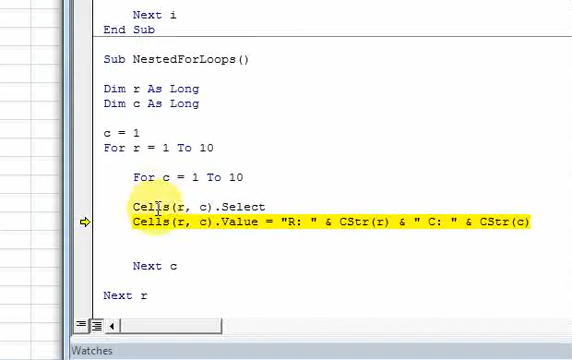 Next i
End Sub
Sub NestedForLoops()
Dim r As Long
Dim c As Long
c = 1
For r = 1 To 10
For c = 1 To 10
Cells(r, c).Select
Cells(r, c).Value = "R: " & CStr(r) & " C: " & CStr(c)
Next c
Next r
Watches